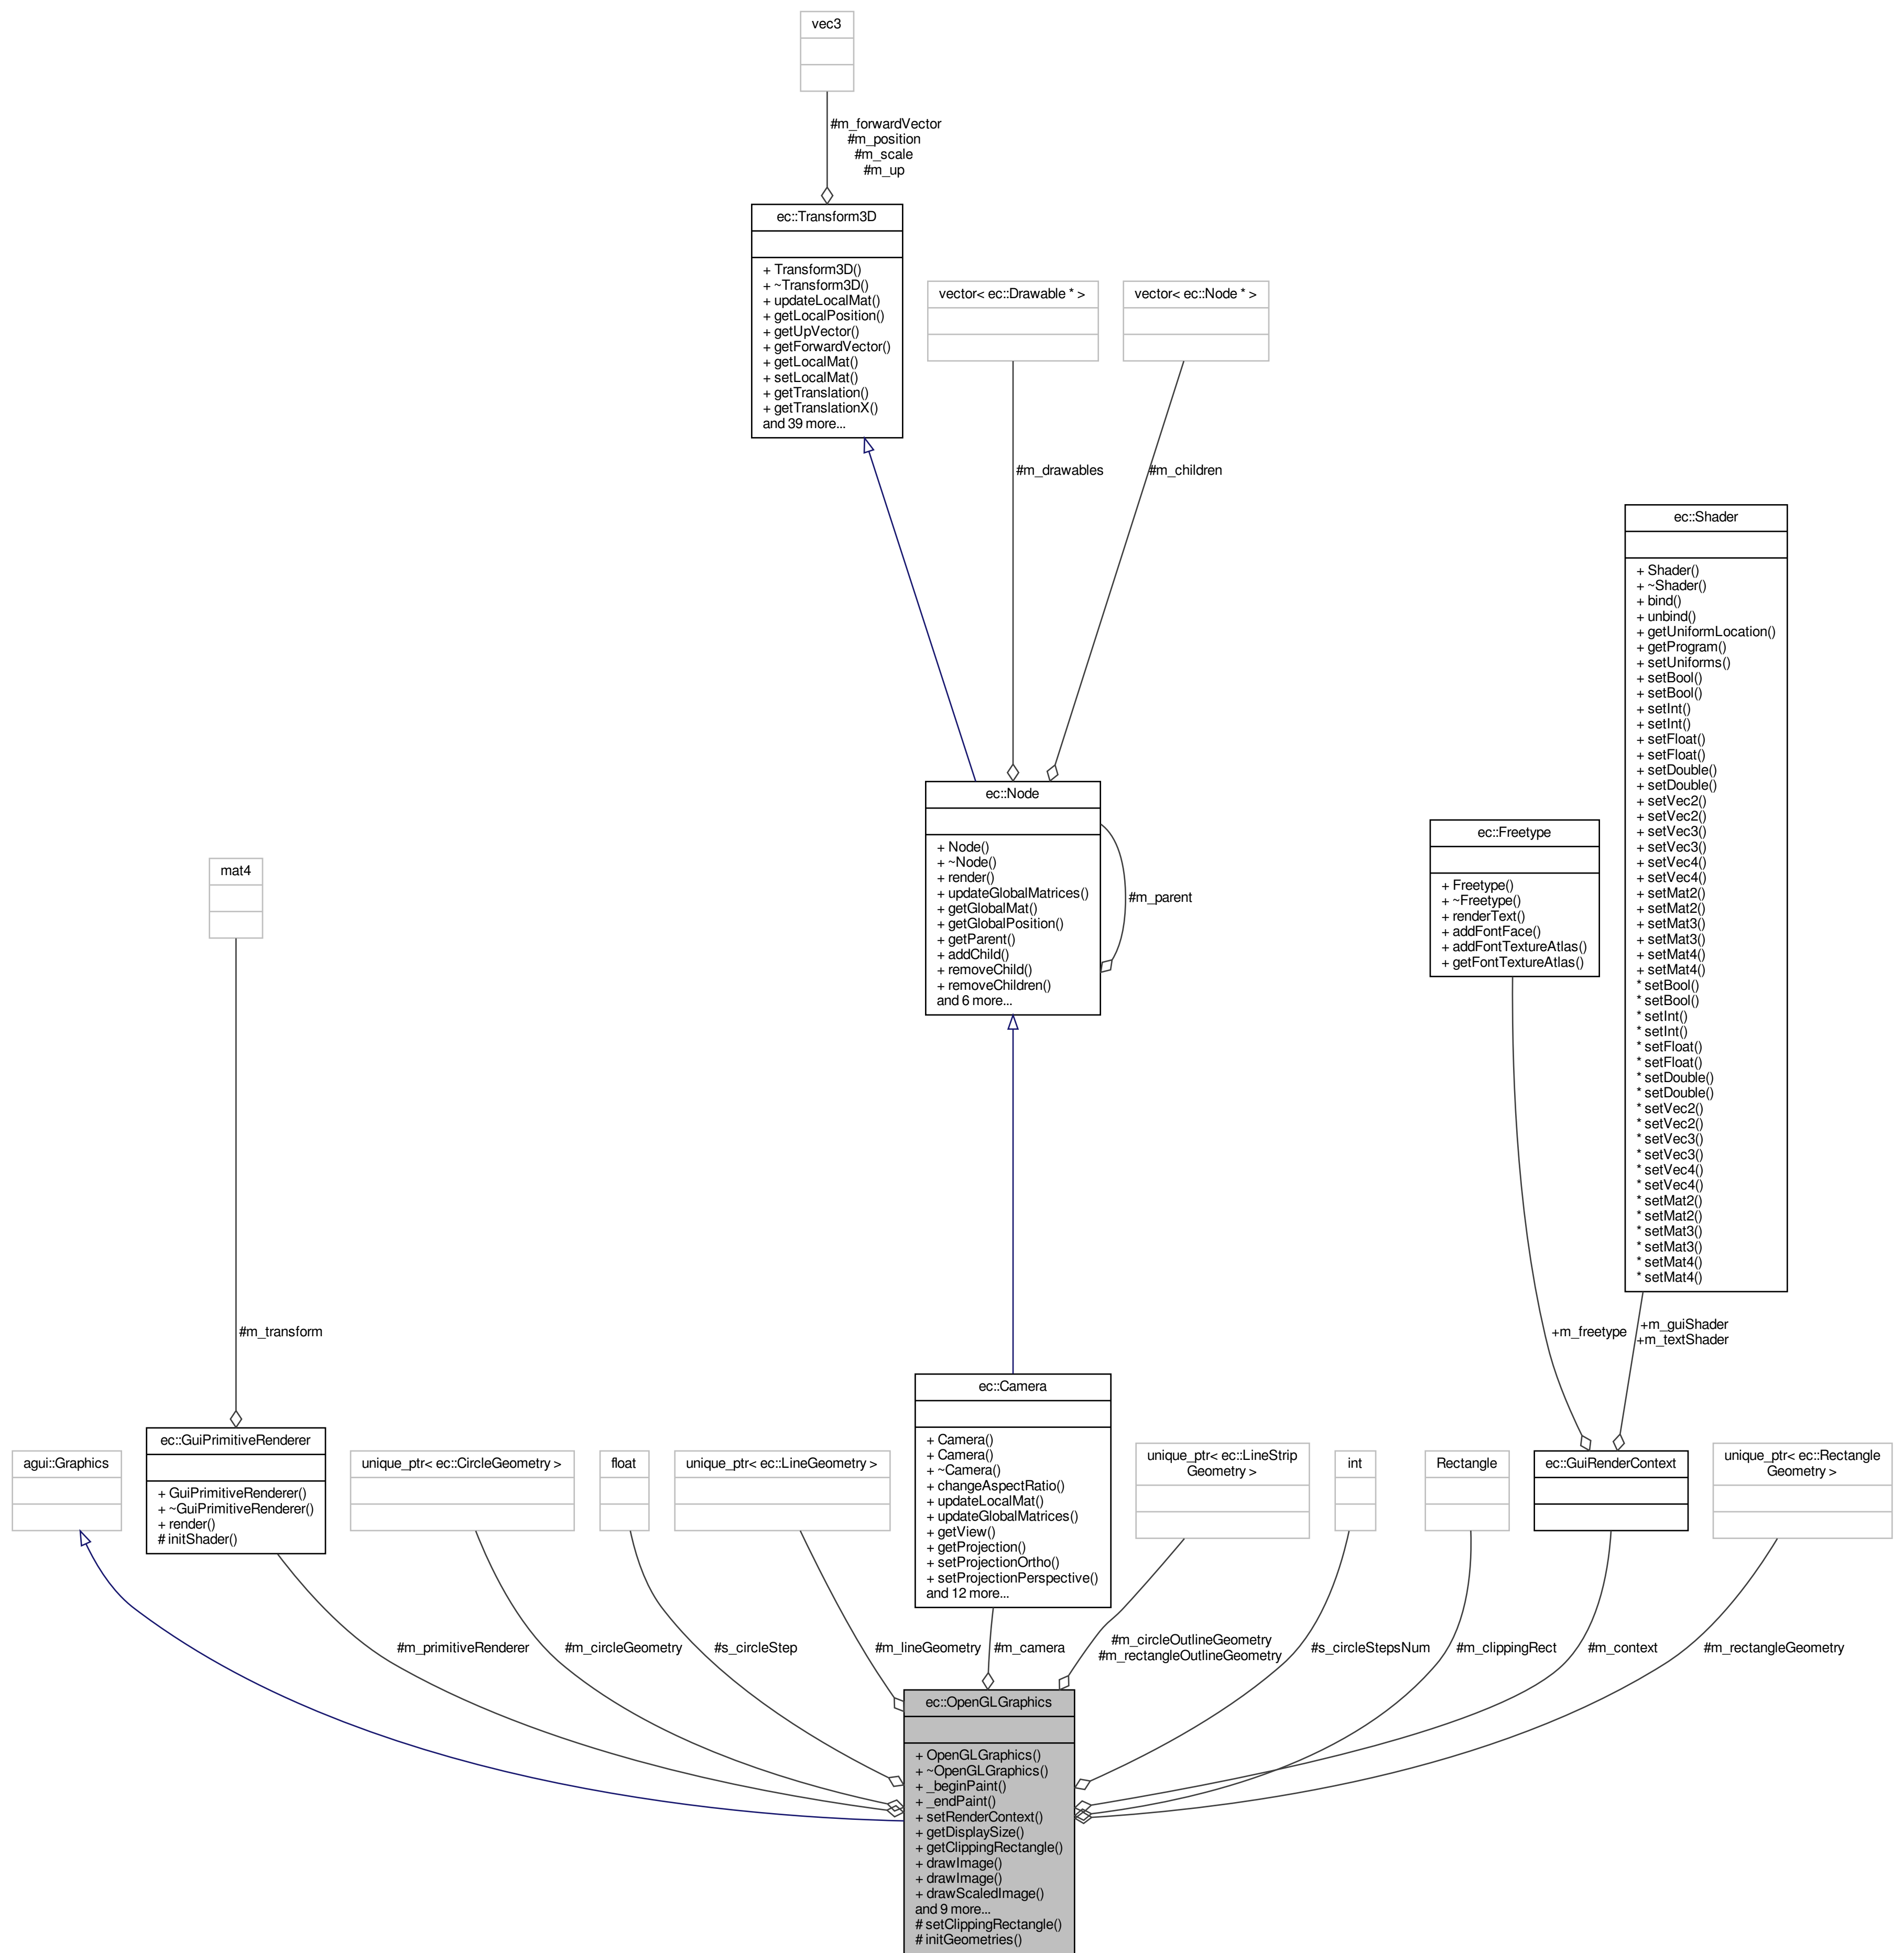 vec3
#m_forwardVector
#m_position
#m_scale
#m_up
ec::Transform3D
+ Transform3D()
+ ~Transform3D()
+ updateLocalMat()
+ getLocalPosition()
+ getUpVector()
+ getForwardVector()
+ getLocalMat()
+ setLocalMat()
+ getTranslation()
+ getTranslationX()
and 39 more...
vector< ec::Drawable * >
vector< ec::Node * >
#m_drawables
#m_children
ec::Node
+ Node()
+ ~Node()
+ render()
+ updateGlobalMatrices()
+ getGlobalMat()
+ getGlobalPosition()
+ getParent()
+ addChild()
+ removeChild()
+ removeChildren()
and 6 more...
#m_parent
ec::Shader
+ Shader()
+ ~Shader()
+ bind()
+ unbind()
+ getUniformLocation()
+ getProgram()
+ setUniforms()
+ setBool()
+ setBool()
+ setInt()
+ setInt()
+ setFloat()
+ setFloat()
+ setDouble()
+ setDouble()
+ setVec2()
+ setVec2()
+ setVec3()
+ setVec3()
+ setVec4()
+ setVec4()
+ setMat2()
+ setMat2()
+ setMat3()
+ setMat3()
+ setMat4()
+ setMat4()
* setBool()
* setBool()
* setInt()
* setInt()
* setFloat()
* setFloat()
* setDouble()
* setDouble()
* setVec2()
* setVec2()
* setVec3()
* setVec3()
* setVec4()
* setVec4()
* setMat2()
* setMat2()
* setMat3()
* setMat3()
* setMat4()
* setMat4()
ec::Freetype
+ Freetype()
+ ~Freetype()
+ renderText()
+ addFontFace()
+ addFontTextureAtlas()
+ getFontTextureAtlas()
mat4
#m_transform
+m_freetype
+m_guiShader
+m_textShader
agui::Graphics
ec::GuiPrimitiveRenderer
+ GuiPrimitiveRenderer()
+ ~GuiPrimitiveRenderer()
+ render()
# initShader()
unique_ptr< ec::CircleGeometry >
float
unique_ptr< ec::LineGeometry >
ec::Camera
+ Camera()
+ Camera()
+ ~Camera()
+ changeAspectRatio()
+ updateLocalMat()
+ updateGlobalMatrices()
+ getView()
+ getProjection()
+ setProjectionOrtho()
+ setProjectionPerspective()
and 12 more...
unique_ptr< ec::LineStrip
Geometry >
int
Rectangle
ec::GuiRenderContext
unique_ptr< ec::Rectangle
Geometry >
#m_primitiveRenderer
#m_circleGeometry
#s_circleStep
#m_lineGeometry
#m_camera
#m_circleOutlineGeometry
#m_rectangleOutlineGeometry
#s_circleStepsNum
#m_clippingRect
#m_context
#m_rectangleGeometry
ec::OpenGLGraphics
+ OpenGLGraphics()
+ ~OpenGLGraphics()
+ _beginPaint()
+ _endPaint()
+ setRenderContext()
+ getDisplaySize()
+ getClippingRectangle()
+ drawImage()
+ drawImage()
+ drawScaledImage()
and 9 more...
# setClippingRectangle()
# initGeometries()